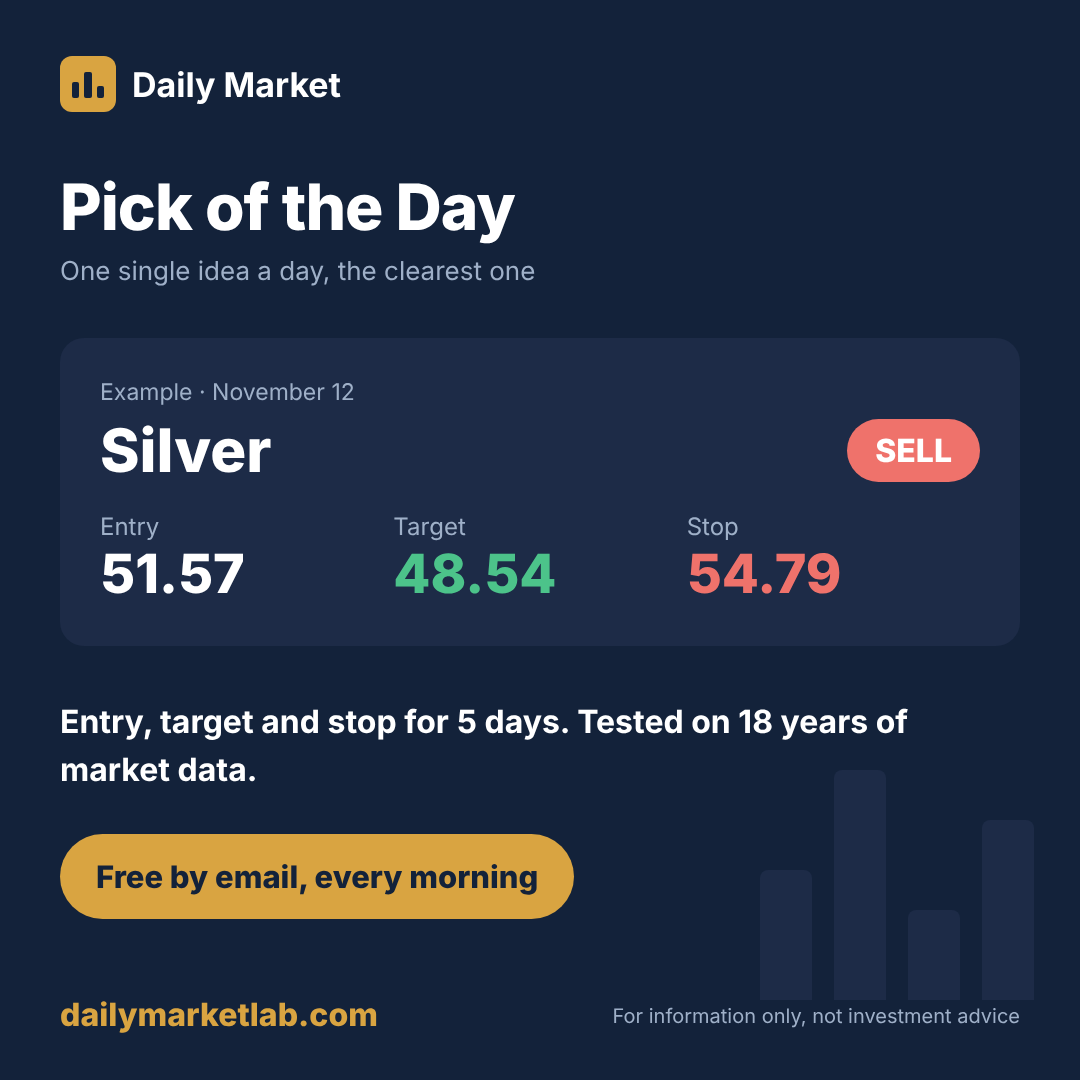 Daily Market
Pick of the Day
One single idea a day, the clearest one
Example · November 12
Silver
SELL
Entry
Target
Stop
51.57
48.54
54.79
Entry, target and stop for 5 days. Tested on 18 years of
market data.
Free by email, every morning
dailymarketlab.com
For information only, not investment advice